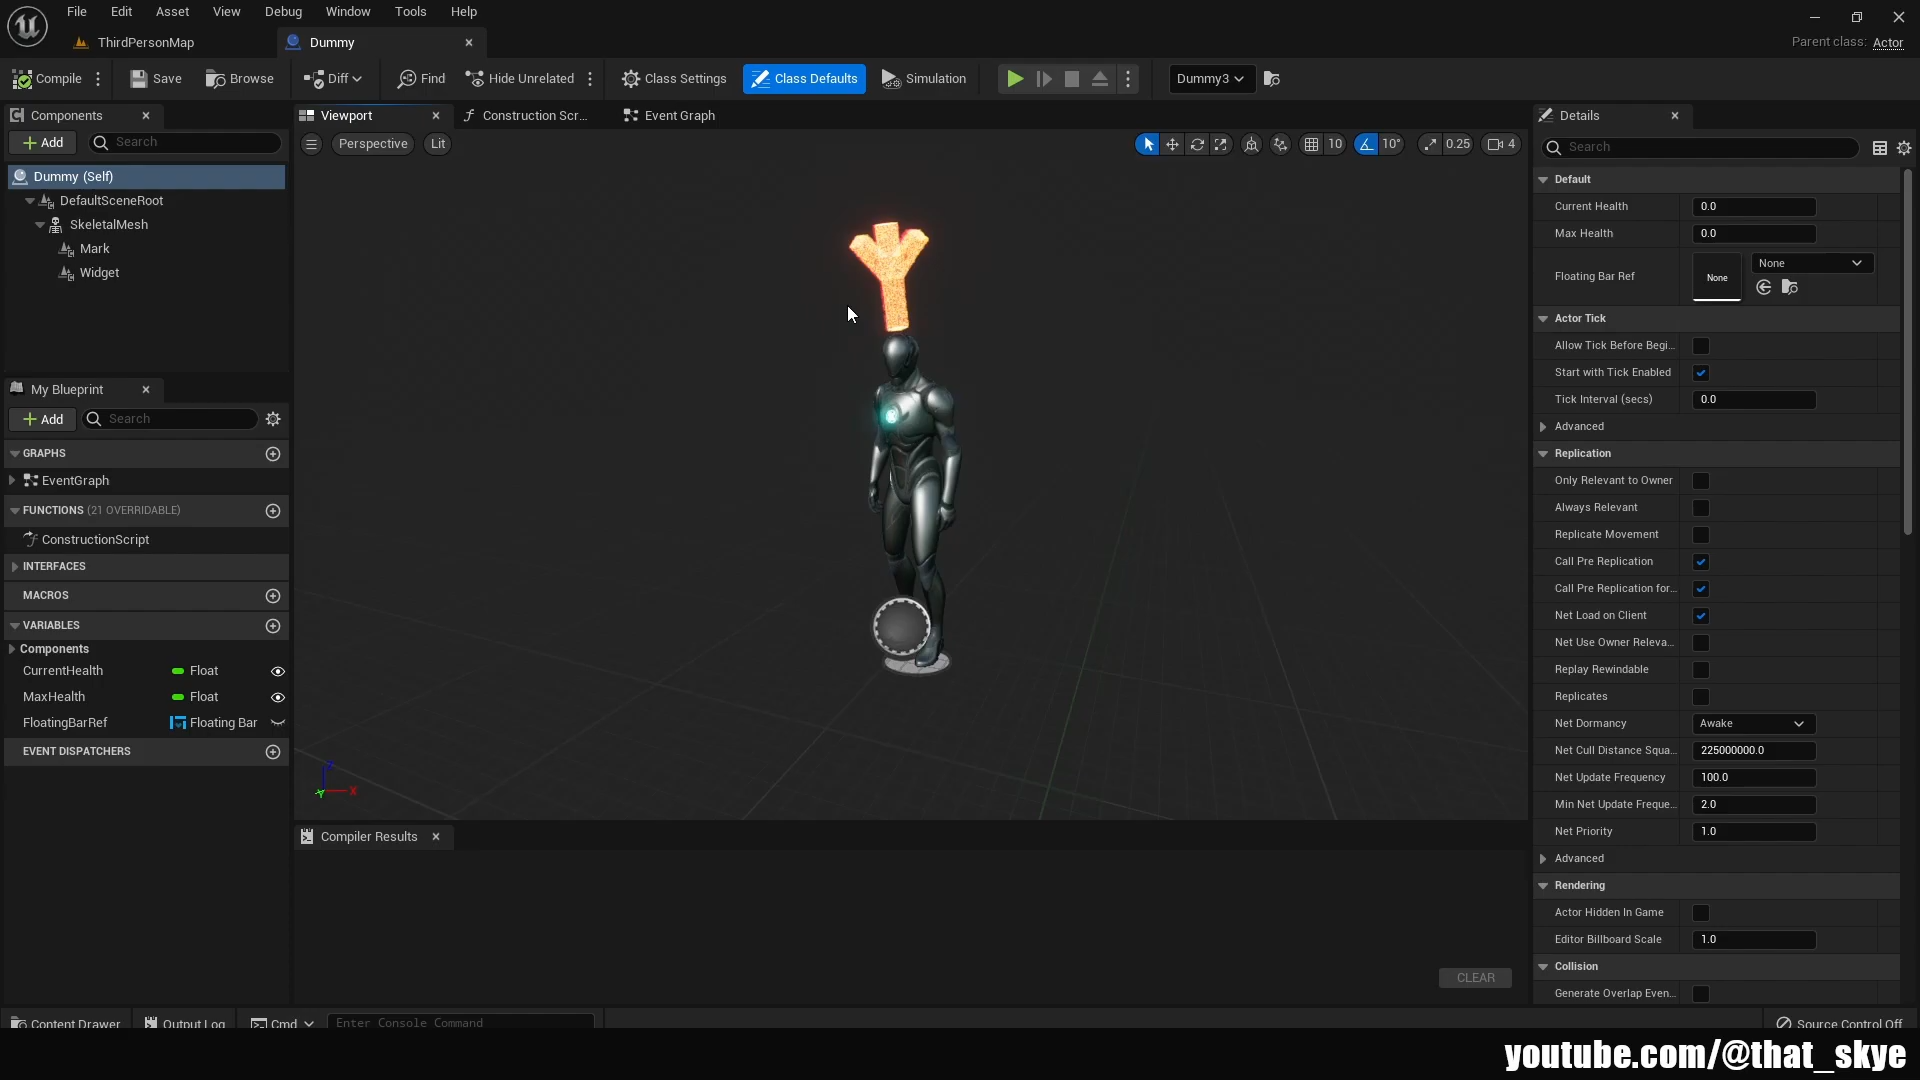 File Edit Asset View Debug Window Tools Help
ThirdPersonMap
Dummy
Parent class: Actor
Compile
Save
Browse
Diff
Find
Hide Unrelated
Class Settings
Class Defaults
Simulation
Dummy3
Components
Add
Search
Dummy (Self)
DefaultSceneRoot
SkeletalMesh
Mark
Widget
My Blueprint
Add
Search
GRAPHS
EventGraph
FUNCTIONS (21 OVERRIDABLE)
ConstructionScript
INTERFACES
MACROS
VARIABLES
Components
CurrentHealth Float
MaxHealth Float
FloatingBarRef Floating Bar
EVENT DISPATCHERS
Viewport
Construction Scr...
Event Graph
Perspective
Lit
10
10°
0.25
4
Z
X
Y
Compiler Results
CLEAR
Details
Search
Default
Current Health 0.0
Max Health 0.0
Floating Bar Ref None None
Actor Tick
Allow Tick Before Begi...
Start with Tick Enabled
Tick Interval (secs) 0.0
Advanced
Replication
Only Relevant to Owner
Always Relevant
Replicate Movement
Call Pre Replication
Call Pre Replication for...
Net Load on Client
Net Use Owner Releva...
Replay Rewindable
Replicates
Net Dormancy Awake
Net Cull Distance Squa... 225000000.0
Net Update Frequency 100.0
Min Net Update Freque... 2.0
Net Priority 1.0
Advanced
Rendering
Actor Hidden In Game
Editor Billboard Scale 1.0
Collision
Generate Overlap Even...
Content Drawer
Output Log
Cmd
Enter Console Command
Source Control Off
youtube.com/@that_skye